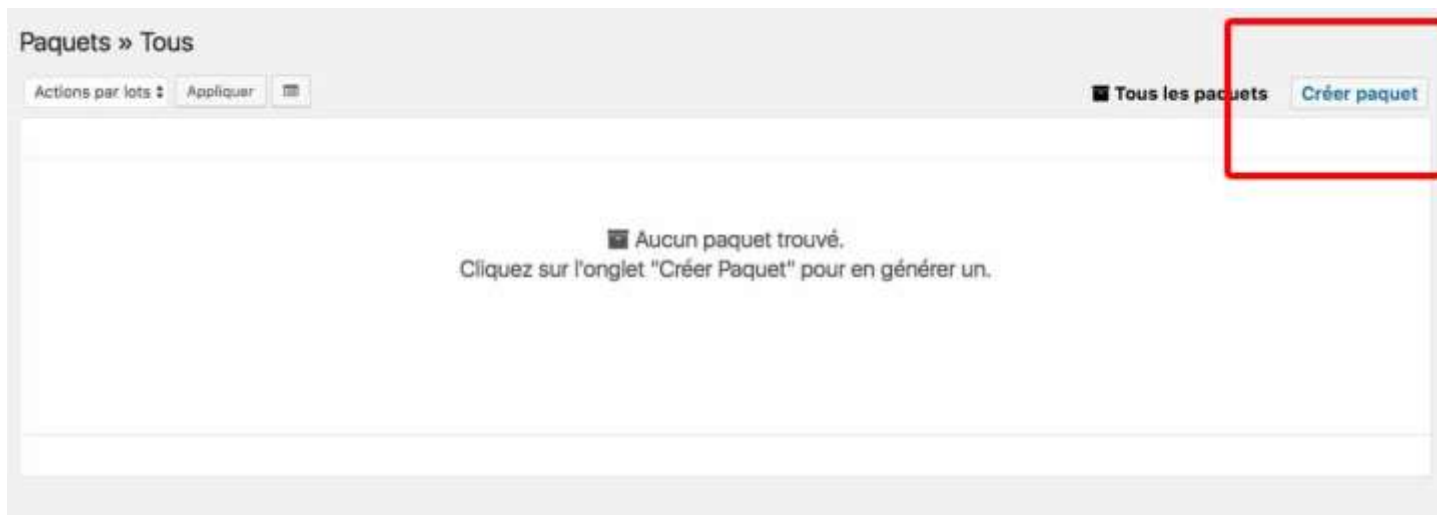 Paquets » Tous
Actions par lots Appliquer
Tous les paquets Créer paquet
Aucun paquet trouvé.
Cliquez sur l'onglet "Créer Paquet" pour en générer un.